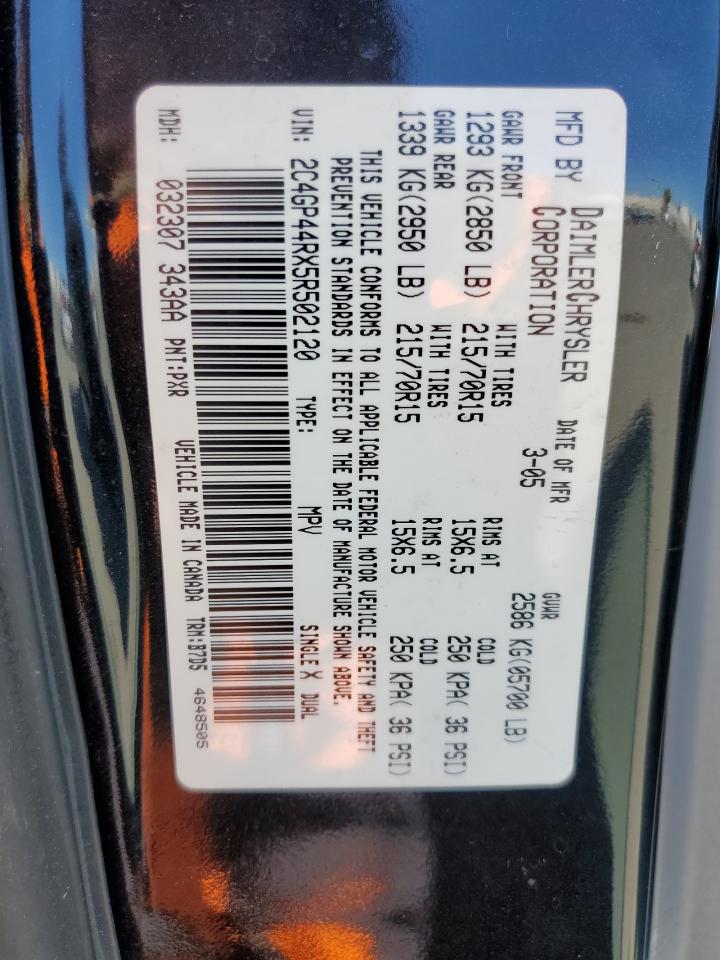 MFD BY DAIMLERCHRYSLER CORPORATION DATE OF MFR 3-05 GVWR 2586 KG(05700 LB)
GAWR FRONT WITH TIRES RIMS AT COLD
1293 KG(2850 LB) 215/70R15 15X6.5 250 KPA( 36 PSI)
GAWR REAR WITH TIRES RIMS AT COLD
1339 KG(2950 LB) 215/70R15 15X6.5 250 KPA( 36 PSI)
THIS VEHICLE CONFORMS TO ALL APPLICABLE FEDERAL MOTOR VEHICLE SAFETY AND THEFT
PREVENTION STANDARDS IN EFFECT ON THE DATE OF MANUFACTURE SHOWN ABOVE.
VIN: 2C4GP44RX5R502120 TYPE: MPV SINGLE X DUAL
MDH: 032307 343AA PNT:PXR VEHICLE MADE IN CANADA TRM:B7D5 4648505